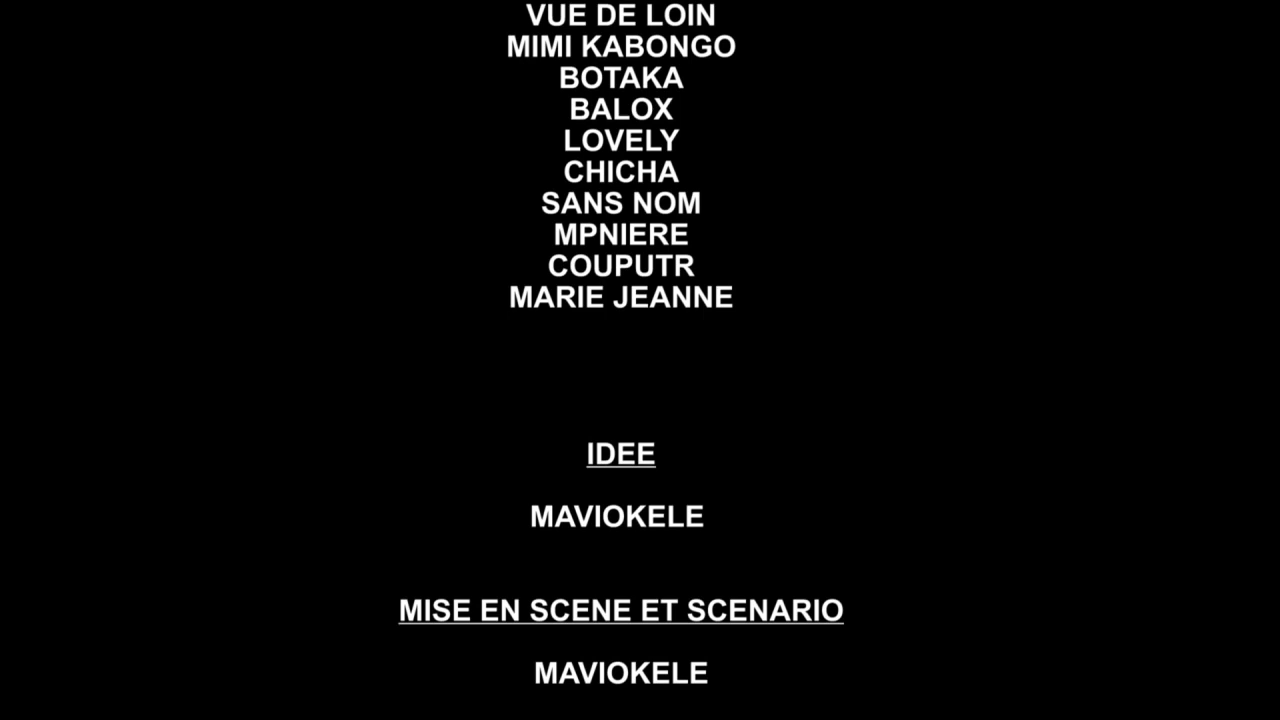 VUE DE LOIN
MIMI KABONGO
BOTAKA
BALOX
LOVELY
CHICHA
SANS NOM
MPNIERE
COUPUTR
MARIE JEANNE
IDEE
MAVIOKELE
MISE EN SCENE ET SCENARIO
MAVIOKELE